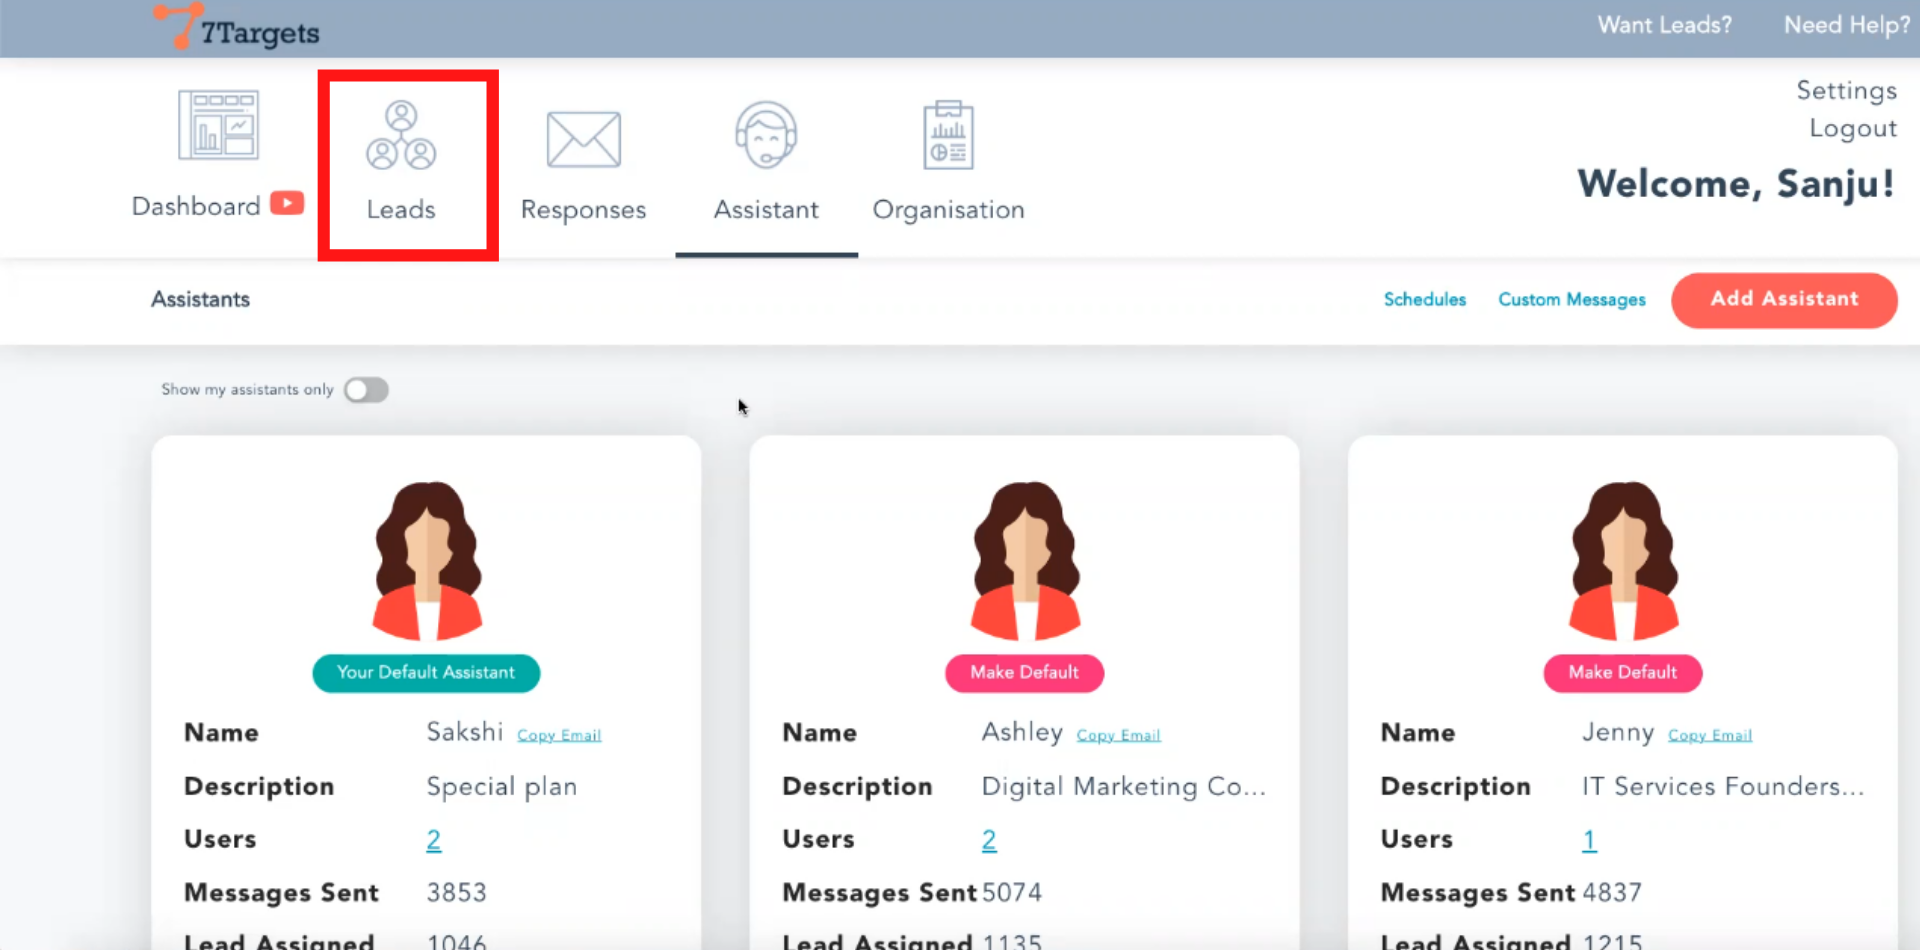 7Targets
Want Leads? Need Help?
Settings
Logout
Welcome, Sanju!
Dashboard Leads Responses Assistant Organisation
Assistants Schedules Custom Messages Add Assistant
Show my assistants only
Your Default Assistant
Name Sakshi Copy Email
Description Special plan
Users 2
Messages Sent 3853
Lead Assigned 1046
Make Default
Name Ashley Copy Email
Description Digital Marketing Co...
Users 2
Messages Sent 5074
Lead Assigned 1135
Make Default
Name Jenny Copy Email
Description IT Services Founders...
Users 1
Messages Sent 4837
Lead Assigned 1215